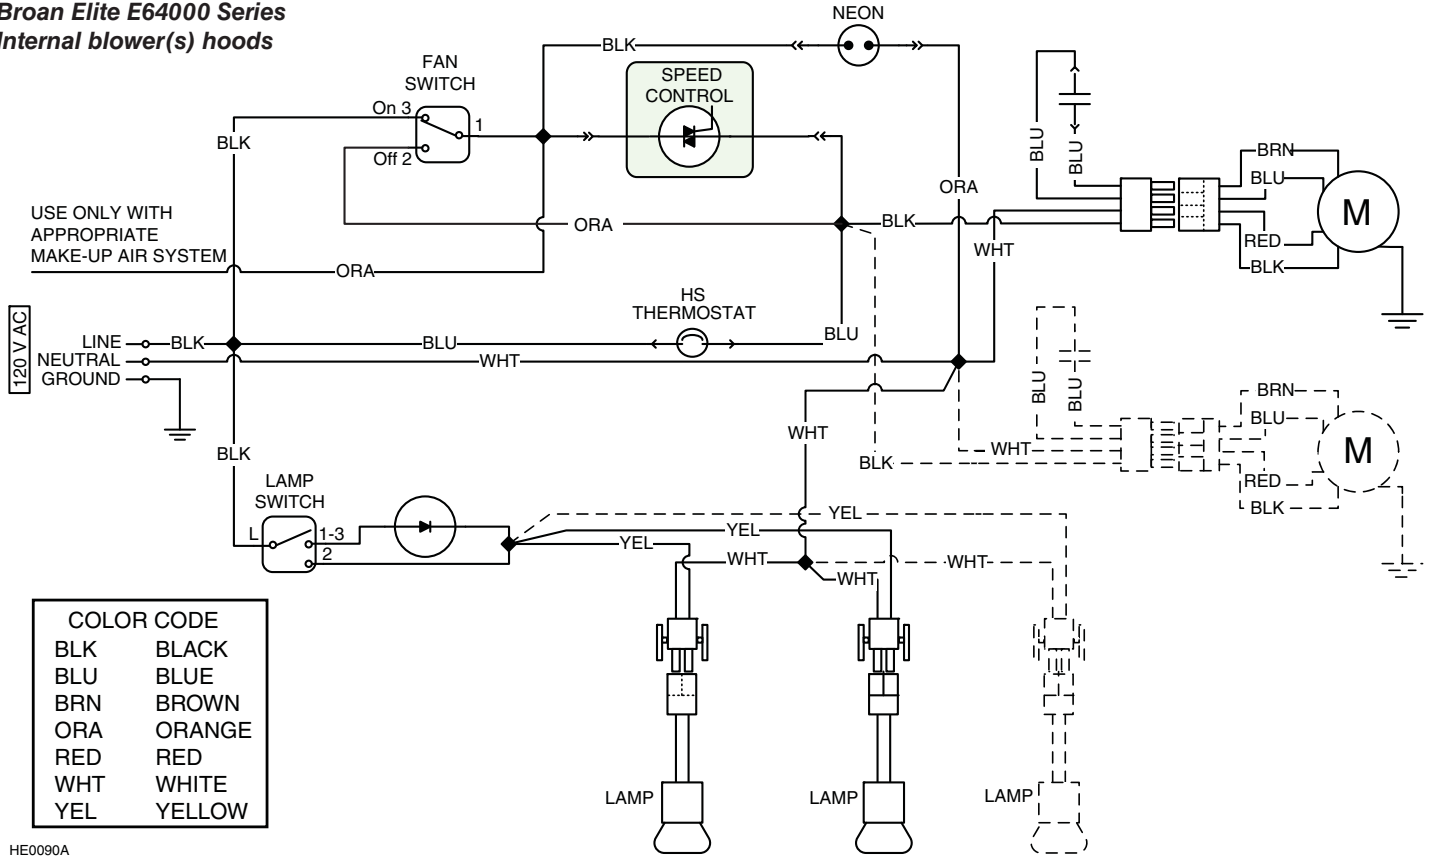 Broan Elite E64000 Series
Internal blower(s) hoods
NEON
BLK
FAN
SWITCH
SPEED
CONTROL
On 3
1
Off 2
BLK
BLU
BLU
BRN
BLU
M
RED
BLK
ORA
USE ONLY WITH
APPROPRIATE
MAKE-UP AIR SYSTEM
ORA
BLK
WHT
ORA
HS
THERMOSTAT
120 V AC
LINE
BLK
BLU
BLU
NEUTRAL
WHT
GROUND
BLU
BLU
BRN
BLU
M
RED
BLK
WHT
WHT
BLK
BLK
LAMP
SWITCH
L
1-3
2
YEL
YEL
YEL
WHT
WHT
WHT
COLOR CODE
BLK BLACK
BLU BLUE
BRN BROWN
ORA ORANGE
RED RED
WHT WHITE
YEL YELLOW
LAMP
LAMP
LAMP
HE0090A